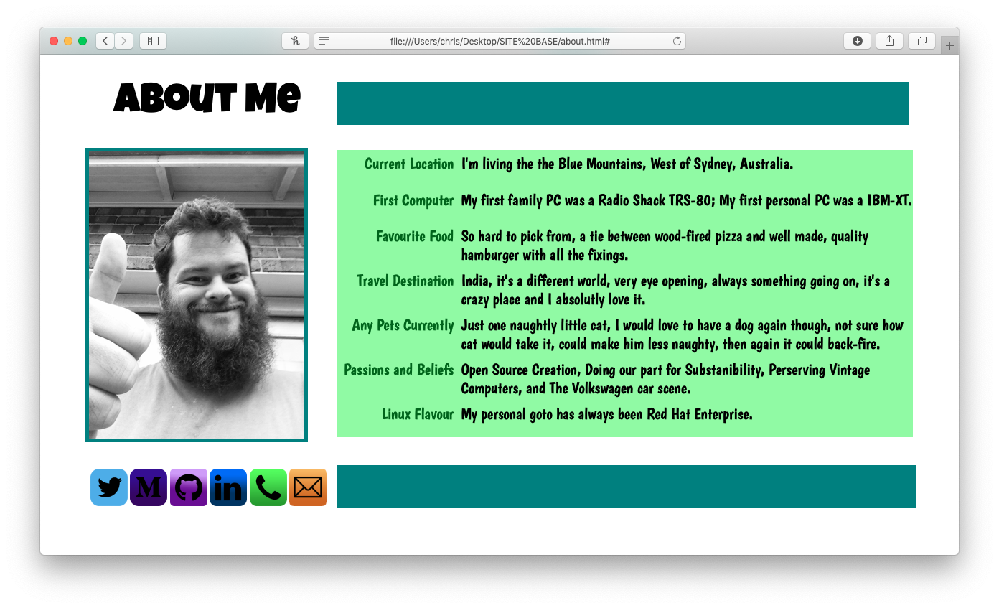 file:///Users/chris/Desktop/SITE%20BASE/about.html#
About Me
Current Location I'm living the the Blue Mountains, West of Sydney, Australia.
First Computer My first family PC was a Radio Shack TRS-80; My first personal PC was a IBM-XT.
Favourite Food So hard to pick from, a tie between wood-fired pizza and well made, quality
hamburger with all the fixings.
Travel Destination India, it's a different world, very eye opening, always something going on, it's a
crazy place and I absolutly love it.
Any Pets Currently Just one naughtly little cat, I would love to have a dog again though, not sure how
cat would take it, could make him less naughty, then again it could back-fire.
Passions and Beliefs Open Source Creation, Doing our part for Substanibility, Perserving Vintage
Computers, and The Volkswagen car scene.
Linux Flavour My personal goto has always been Red Hat Enterprise.
M in